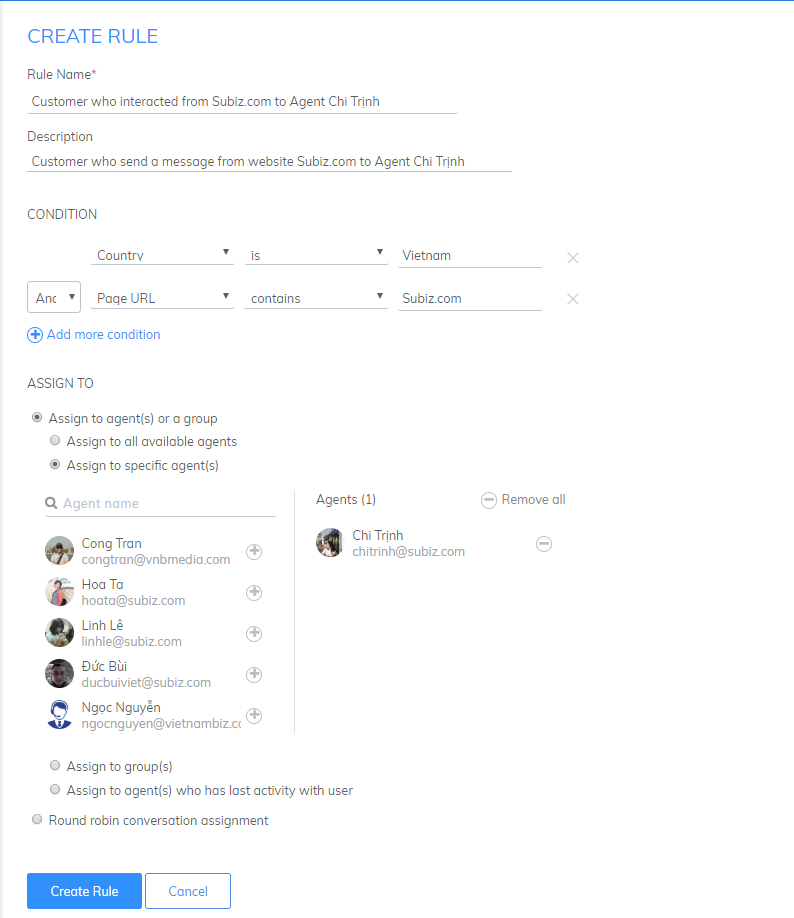 CREATE RULE
Rule Name*
Customer who interacted from Subiz.com to Agent Chi Trịnh
Description
Customer who send a message from website Subiz.com to Agent Chi Trịnh
CONDITION
Country is Vietnam
And Page URL contains Subiz.com
Add more condition
ASSIGN TO
Assign to agent(s) or a group
Assign to all available agents
Assign to specific agent(s)
Agent name
Cong Tran
congtran@vnbmedia.com
Hoa Ta
hoata@subiz.com
Linh Lê
linhle@subiz.com
Đức Bùi
ducbuiviet@subiz.com
Ngọc Nguyễn
ngocnguyen@vietnambiz.co
Agents (1) Remove all
Chi Trịnh
chitrinh@subiz.com
Assign to group(s)
Assign to agent(s) who has last activity with user
Round robin conversation assignment
Create Rule Cancel